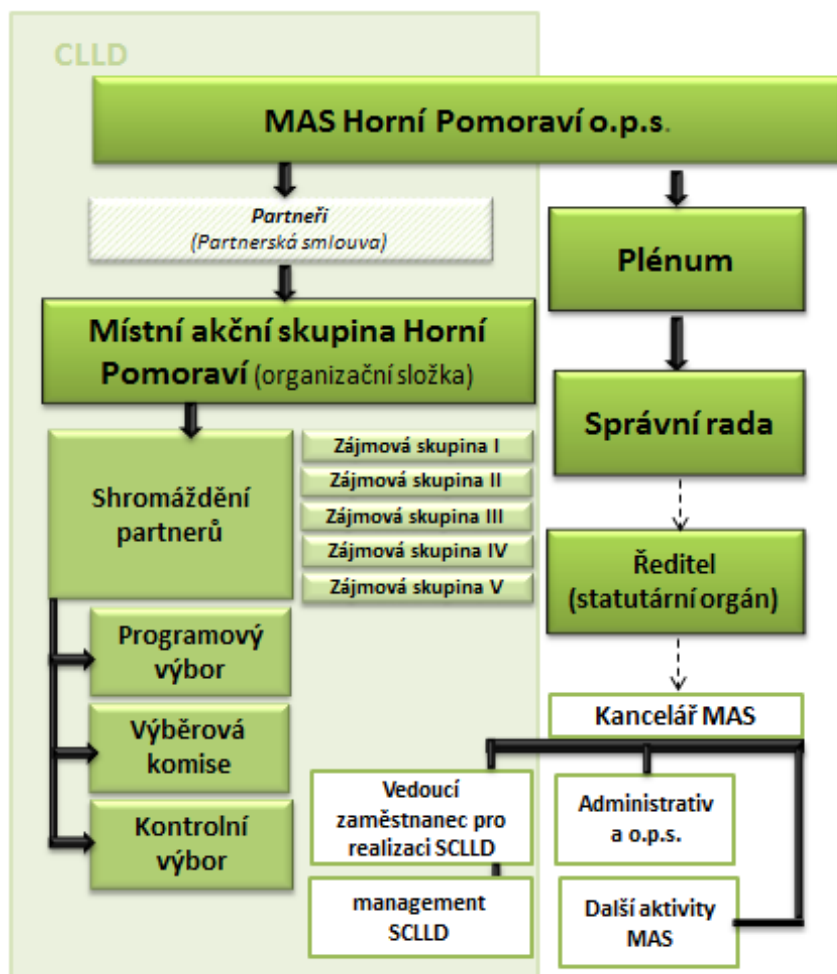 CLLD
MAS Horní Pomoraví o.p.s.
Partneři
(Partnerská smlouva)
Místní akční skupina Horní
Pomoraví (organizační složka)
Shromáždění
partnerů
Zájmová skupina I
Zájmová skupina II
Zájmová skupina III
Zájmová skupina IV
Zájmová skupina V
Programový
výbor
Výběrová
komise
Kontrolní
výbor
Plénum
Správní rada
Ředitel
(statutární orgán)
Kancelář MAS
Vedoucí
zaměstnanec pro
realizaci SCLLD
management
SCLLD
Administrativ
a o.p.s.
Další aktivity
MAS